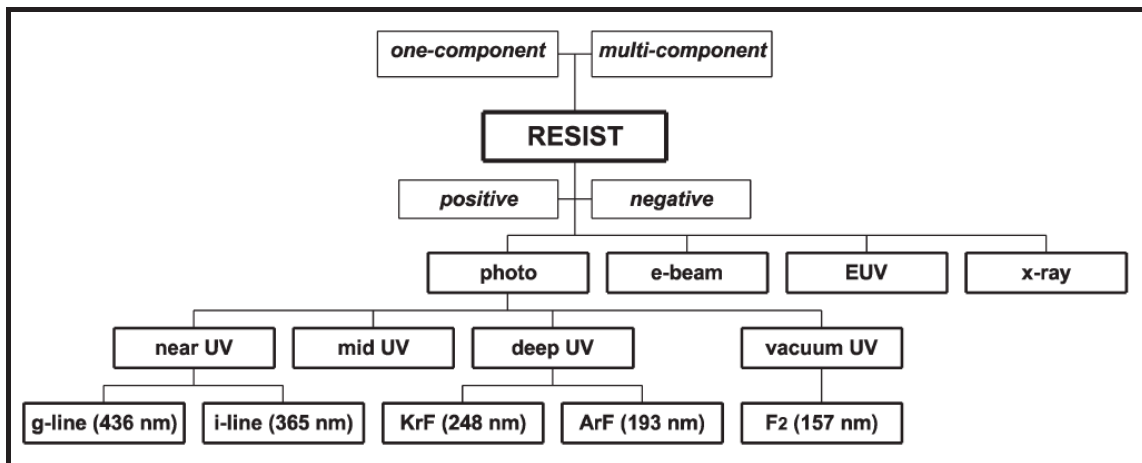 one-component
multi-component
RESIST
positive
negative
photo
e-beam
EUV
x-ray
near UV
mid UV
deep UV
vacuum UV
g-line (436 nm)
i-line (365 nm)
KrF (248 nm)
ArF (193 nm)
F2 (157 nm)